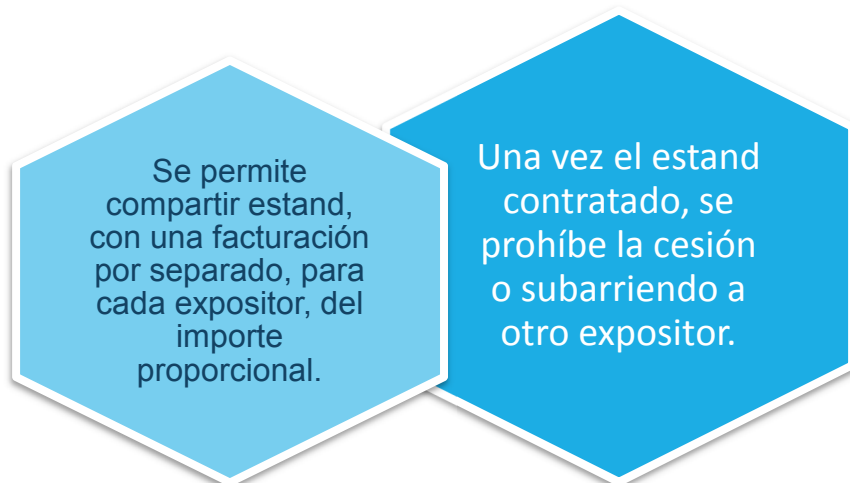 Se permite
compartir estand,
con una facturación
por separado, para
cada expositor, del
importe
proporcional.
Una vez el estand
contratado, se
prohíbe la cesión
o subarriendo a
otro expositor.